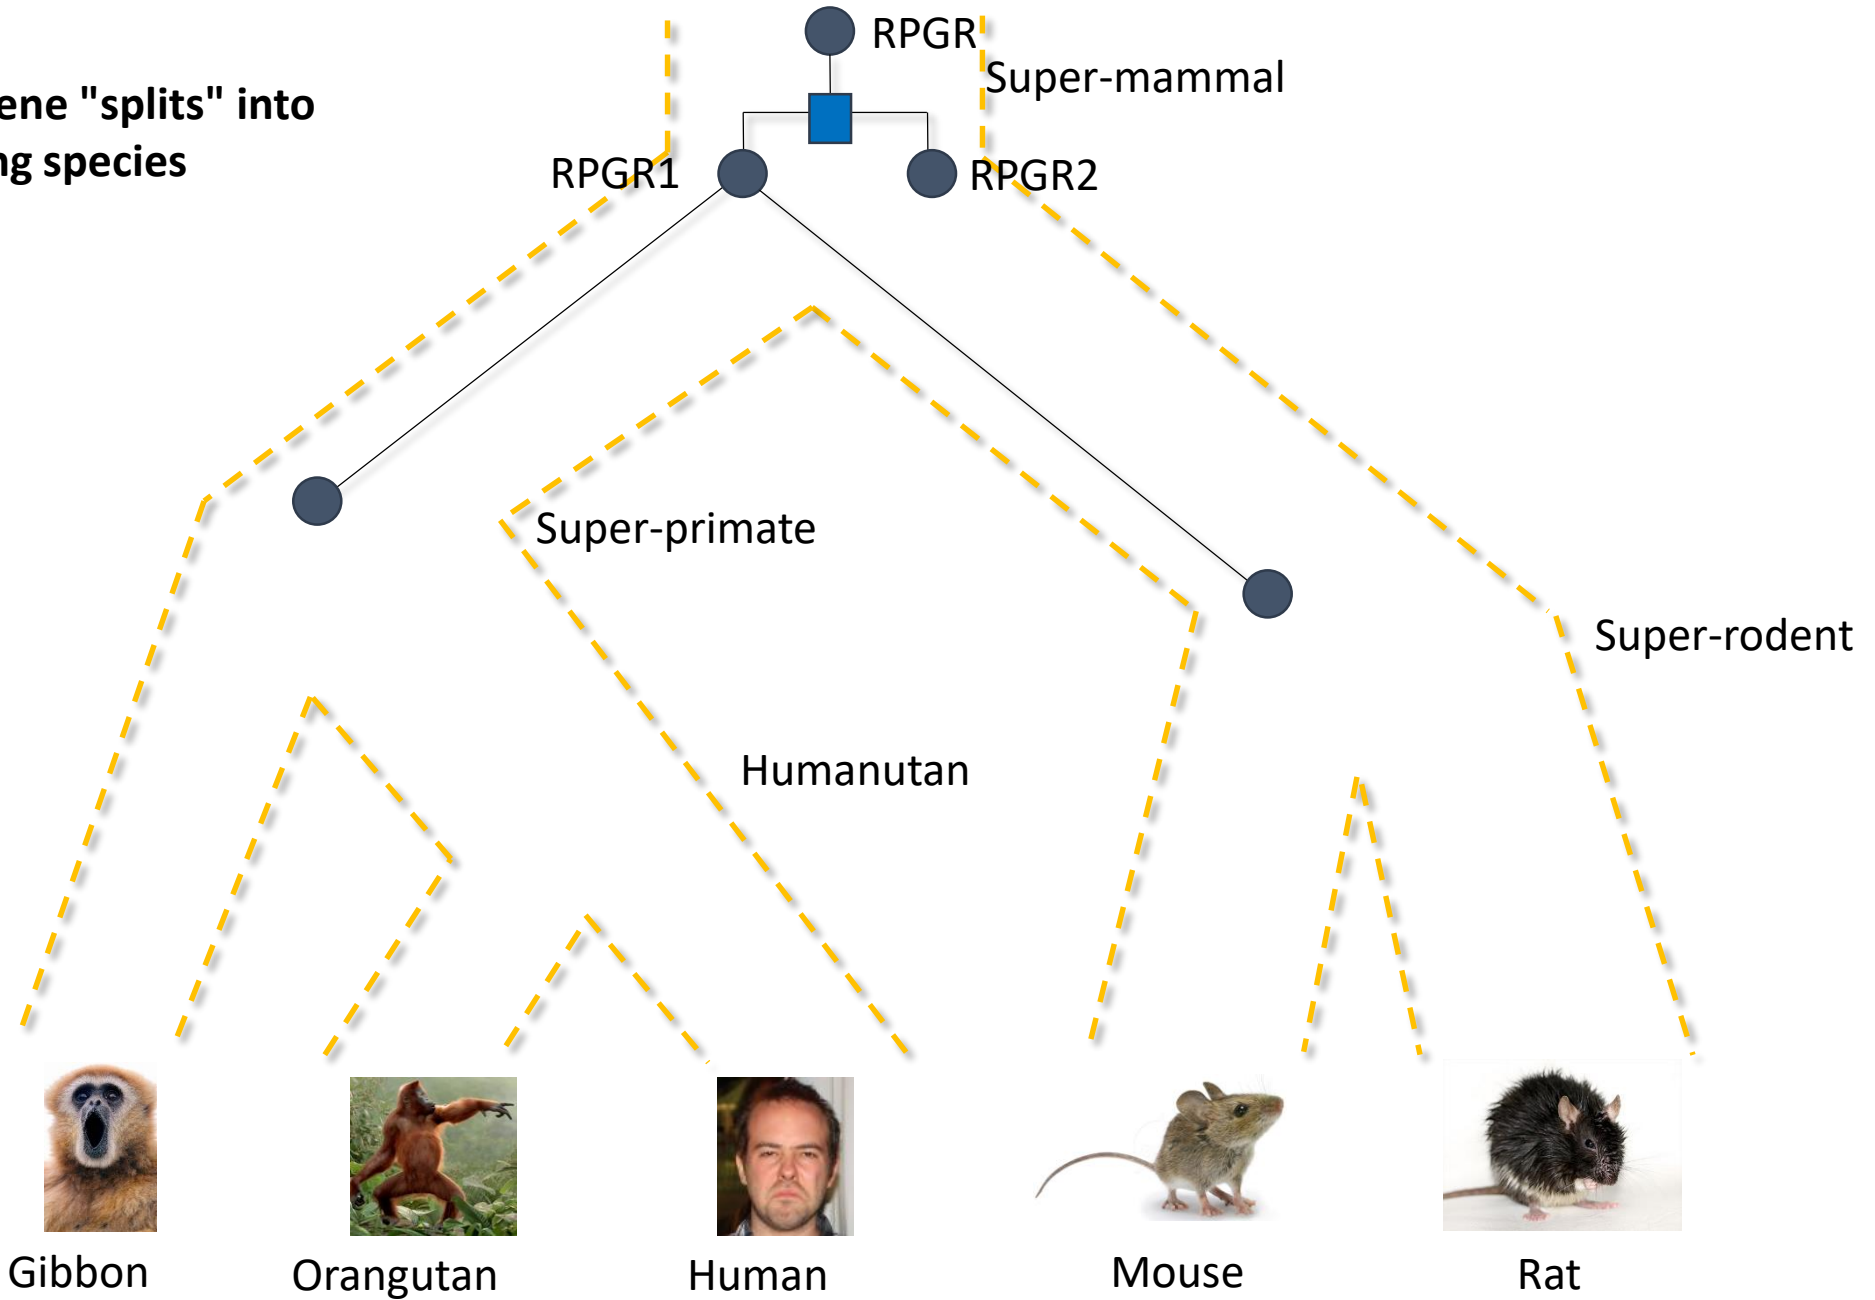 RPGR
Super-mammal
ene "splits" into
ng species
RPGR1
RPGR2
Super-primate
Super-rodent
Humanutan
Gibbon
Orangutan
Human
Mouse
Rat